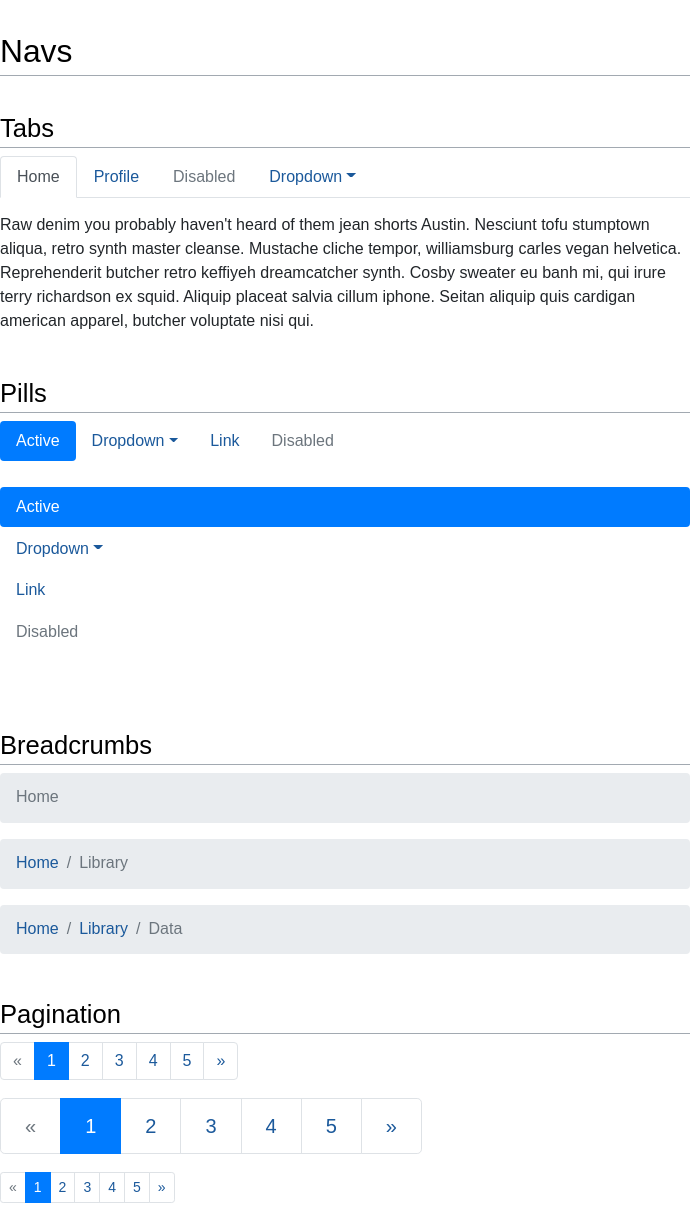 Navs
Tabs
Home Profile Disabled Dropdown
Raw denim you probably haven't heard of them jean shorts Austin. Nesciunt tofu stumptown
aliqua, retro synth master cleanse. Mustache cliche tempor, williamsburg carles vegan helvetica.
Reprehenderit butcher retro keffiyeh dreamcatcher synth. Cosby sweater eu banh mi, qui irure
terry richardson ex squid. Aliquip placeat salvia cillum iphone. Seitan aliquip quis cardigan
american apparel, butcher voluptate nisi qui.
Pills
Active Dropdown Link Disabled
Active
Dropdown
Link
Disabled
Breadcrumbs
Home
Home / Library
Home / Library / Data
Pagination
« 1 2 3 4 5 »
« 1 2 3 4 5 »
« 1 2 3 4 5 »